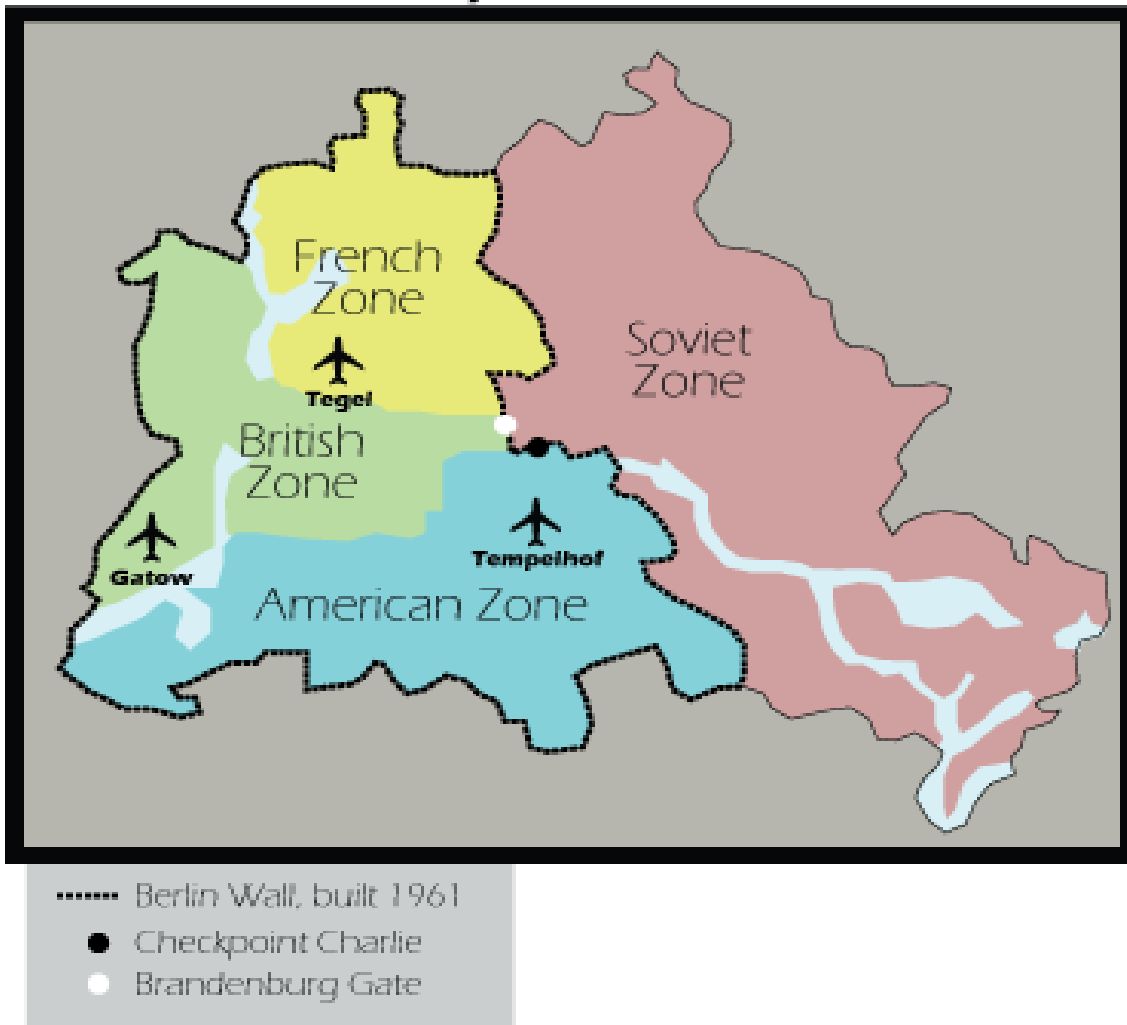 French
Zone
Soviet
Zone
Tegel
British
Zone
Tempelhof
Gatow
American Zone
Berlin Wall, built 1961
Checkpoint Charlie
Brandenburg Gate